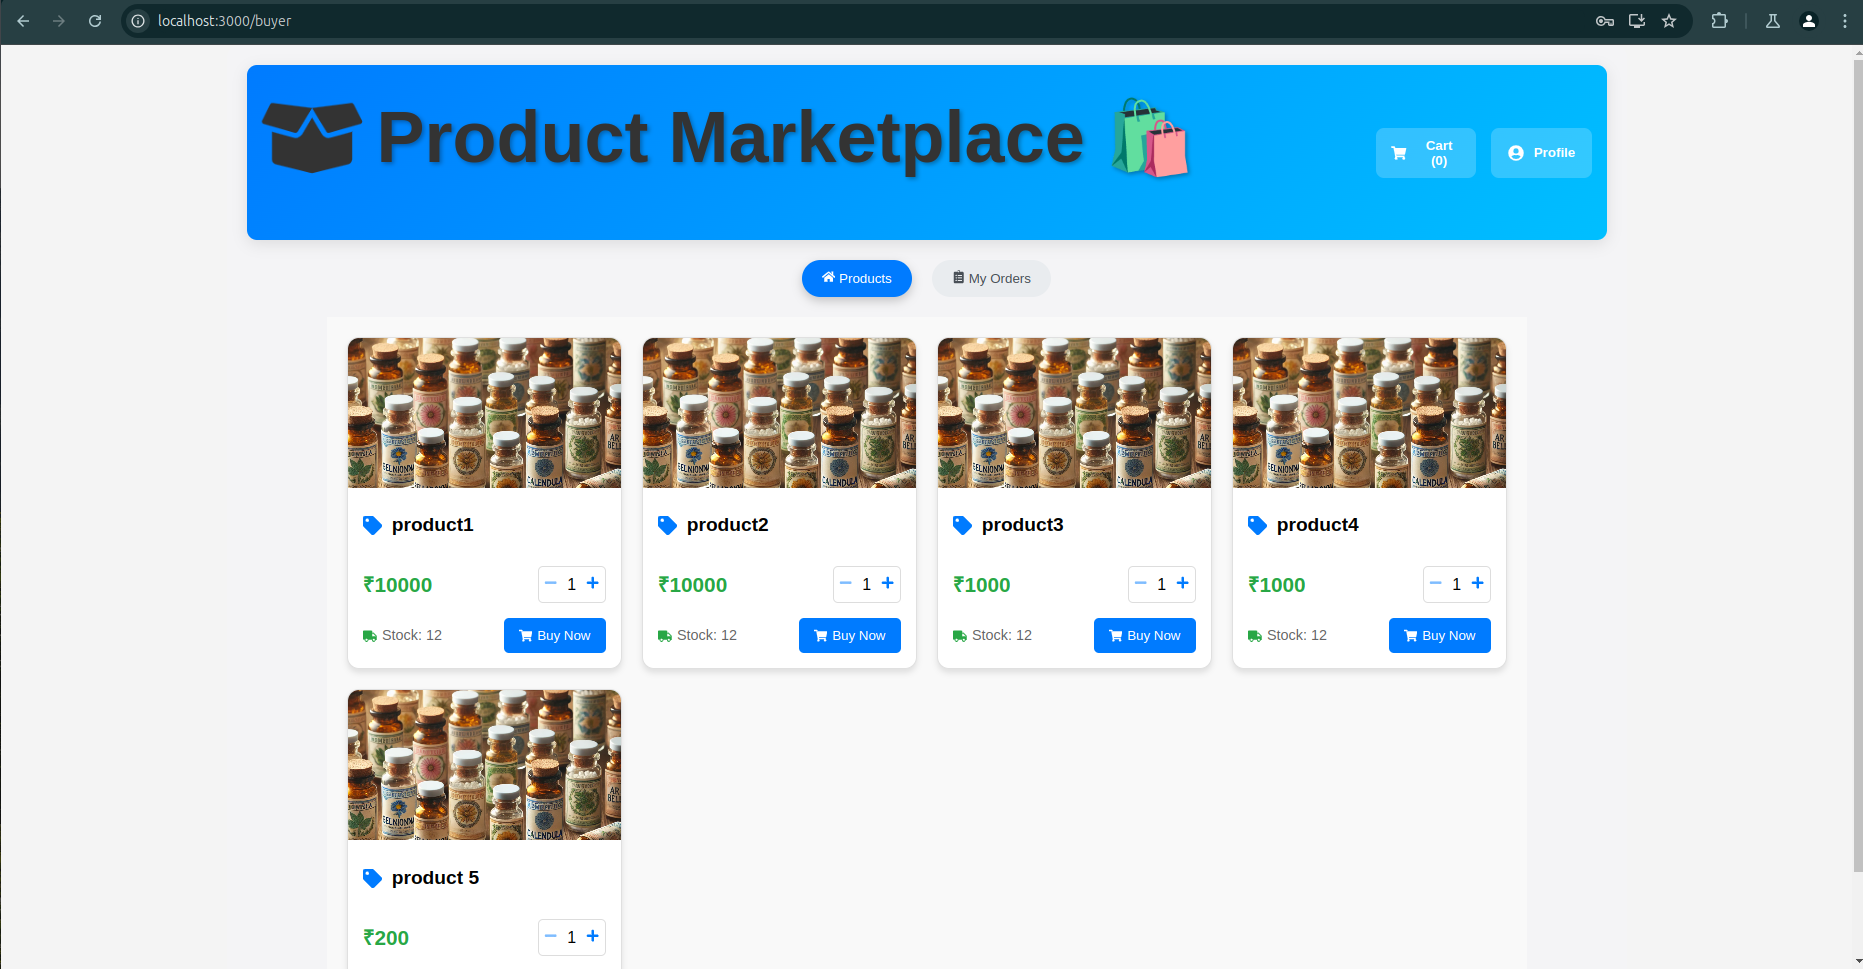 localhost:3000/buyer
Product Marketplace
Cart
(0)
Profile
Products
My Orders
product1
₹10000
1
Stock: 12
Buy Now
product2
₹10000
1
Stock: 12
Buy Now
product3
₹1000
1
Stock: 12
Buy Now
product4
₹1000
1
Stock: 12
Buy Now
product 5
₹200
1